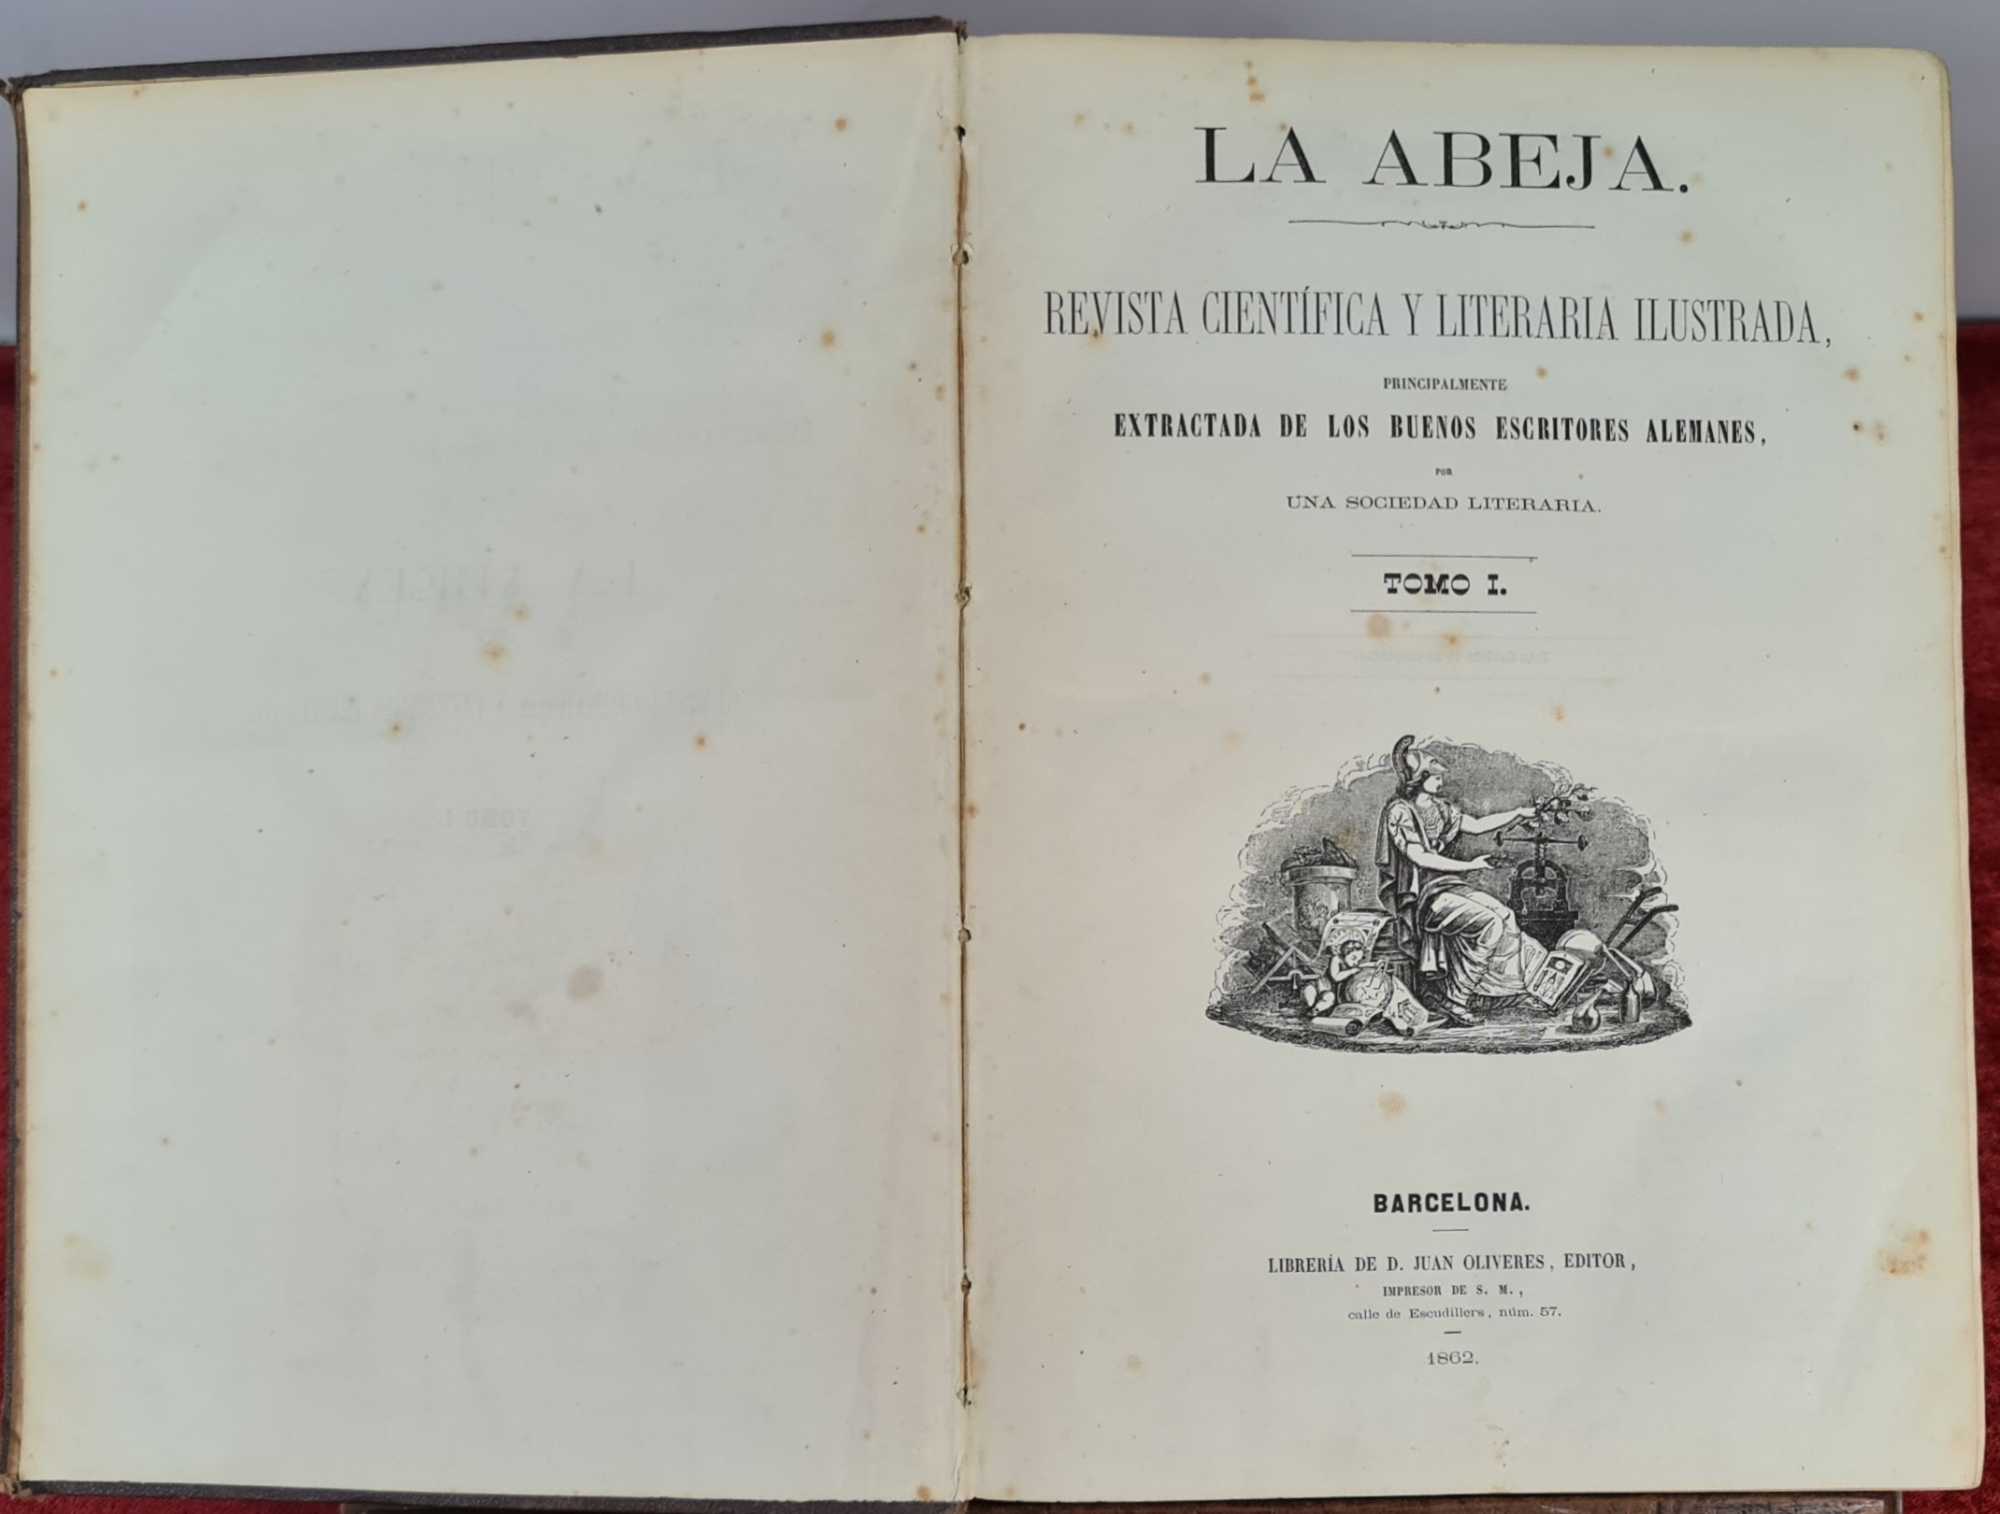 LA ABEJA.
REVISTA CIENTÍFICA Y LITERARIA ILUSTRADA,
PRINCIPALMENTE
EXTRACTADA DE LOS BUENOS ESCRITORES ALEMANES,
POR
UNA SOCIEDAD LITERARIA.
TOMO I.
BARCELONA.
LIBRERÍA DE D. JUAN OLIVERES, EDITOR,
IMPRESOR DE S. M.,
calle de Escudillers, núm. 57.
1862.